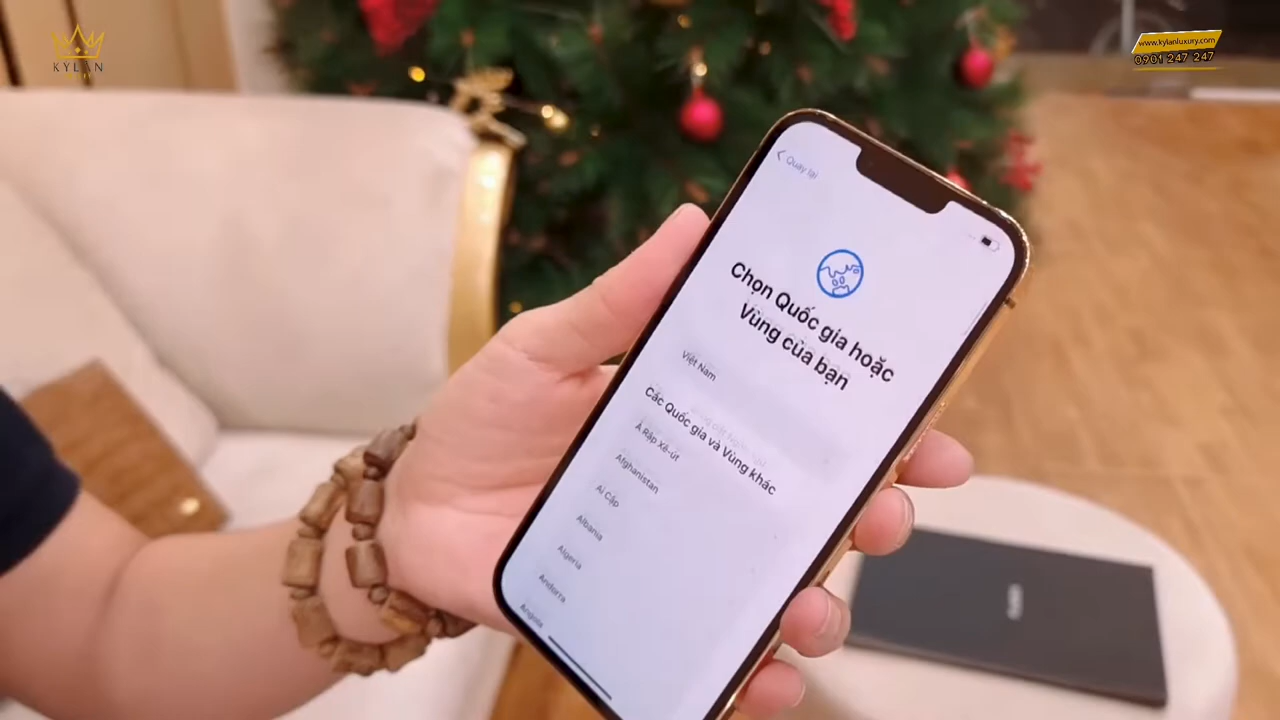 KYLAN
www.kylanluxury.com
0901 247 247
Quay lại
Chọn Quốc gia hoặc
Vùng của bạn
Việt Nam
Các Quốc gia và Vùng khác
Ả Rập Xê-út
Afghanistan
Ai Cập
Albania
Algeria
Andorra
Angola